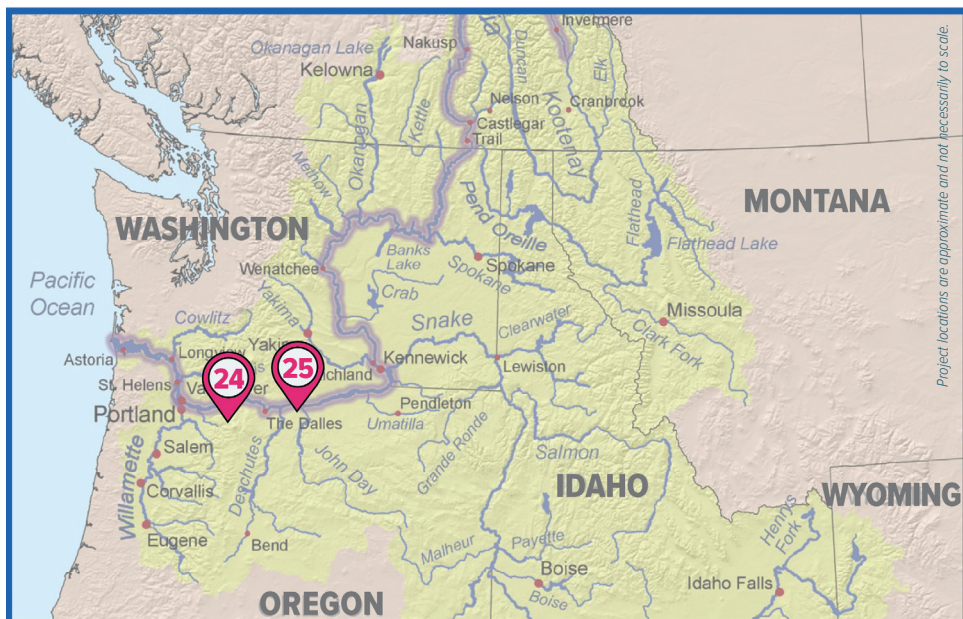 Invermere
Nakusp
Duncan
Okanagan Lake
Kelowna
Elk
Nelson
Cranbrook
Kettle
Castlegar
Kootenay
Trail
Okanagan
Methow
Pend Oreille
Flathead
MONTANA
WASHINGTON
Flathead Lake
Banks
Lake
Wenatchee
Spokane
Spokane
Pacific
Ocean
Yakima
Crab
Missoula
Cowlitz
Snake
Clearwater
Clark Fork
Astoria
Longview
Kennewick
Lewiston
St. Helens
24
25
Portland
The Dalles
Pendleton
Umatilla
Grande Ronde
Salem
Deschutes
John Day
Salmon
Willamette
Corvallis
IDAHO
WYOMING
Henrys
Fork
Eugene
Bend
Malheur
Payette
Boise
Boise
Idaho Falls
OREGON
Project locations are approximate and not necessarily to scale.